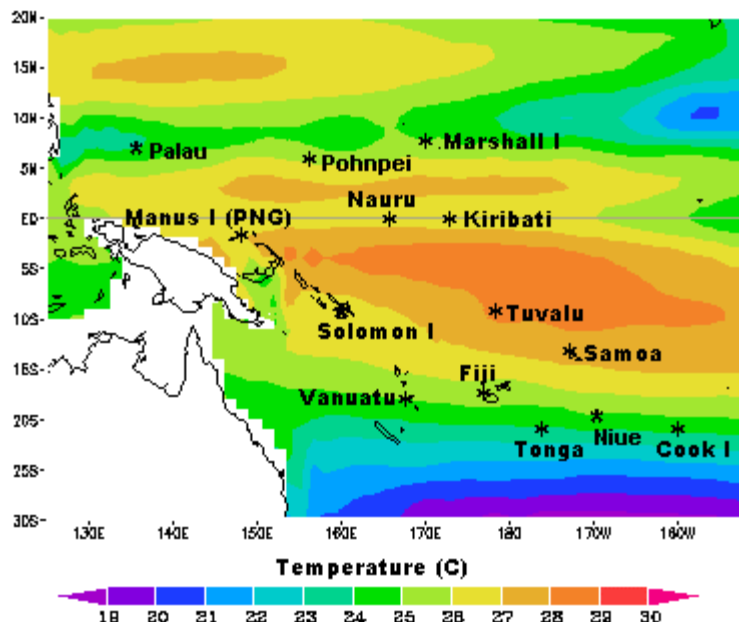 20N
15N
10N
5N
EQ
5S
10S
15S
20S
25S
30S
Palau
Marshall I
Pohnpei
Nauru
Manus I (PNG)
Kiribati
Tuvalu
Solomon I
Samoa
Fiji
Vanuatu
Tonga
Niue
Cook I
130E 140E 150E 160E 170E 180 170W 160W
Temperature (C)
19 20 21 22 23 24 25 26 27 28 29 30